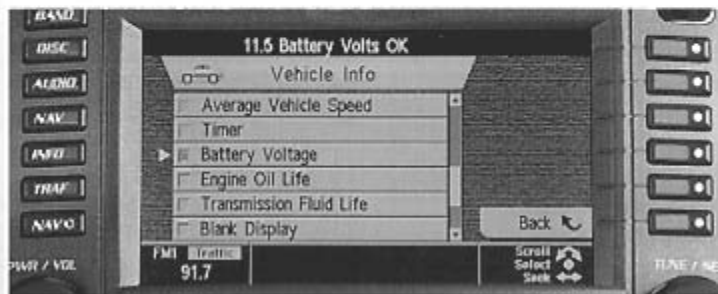 BAND
DISC
AUDIO
NAV
INFO
TRAF
NAV
11.5 Battery Volts OK
Vehicle Info
Average Vehicle Speed
Timer
Battery Voltage
Engine Oil Life
Transmission Fluid Life
Blank Display
Back
FM1 Traffic
91.7
Scroll
Select
Seek
PWR / VOL
TUNE /